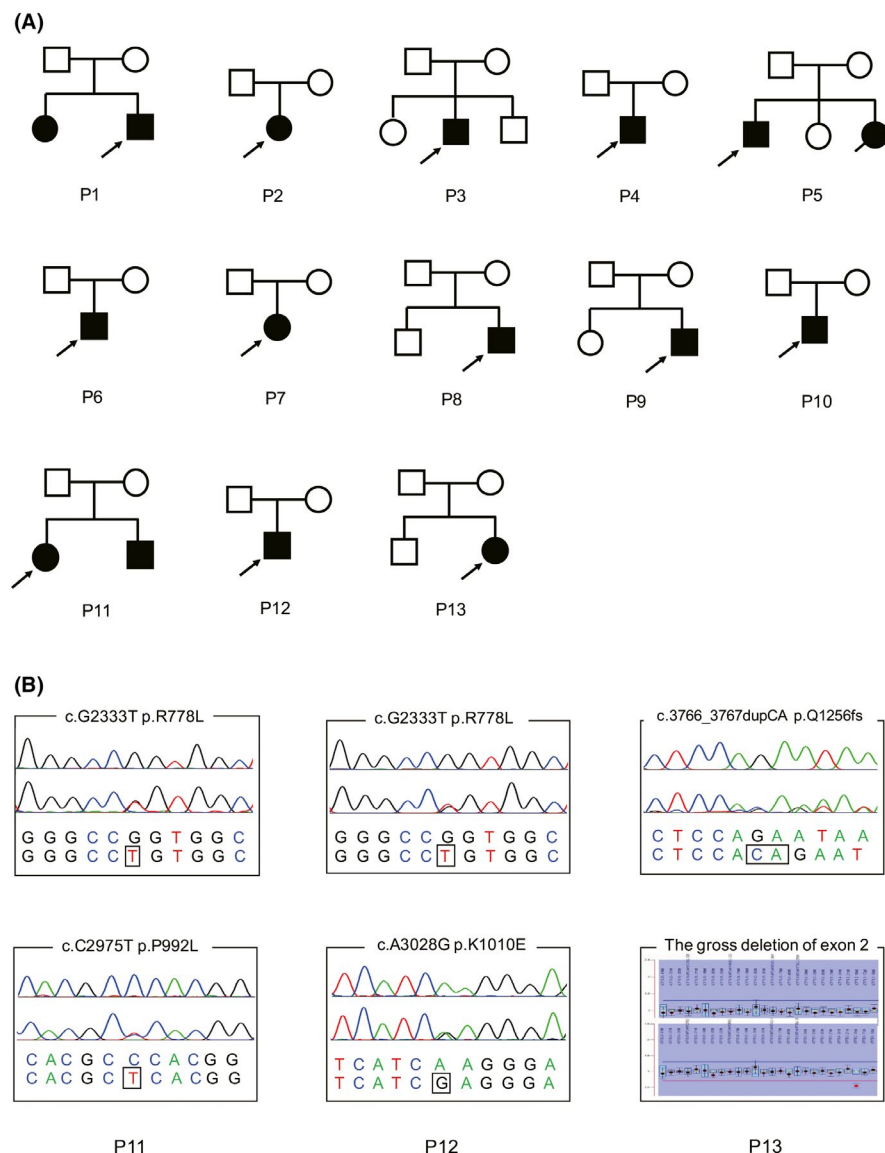 (A)
P1 P2 P3 P4 P5
P6 P7 P8 P9 P10
P11 P12 P13
(B)
c.G2333T p.R778L
G G G C C G G T G G C
G G G C C T G T G G C
c.G2333T p.R778L
G G G C C G G T G G C
G G G C C T G T G G C
c.3766_3767dupCA p.Q1256fs
C T C C A G A A T A A
C T C C A C A G A A T
c.C2975T p.P992L
C A C G C C C A C G G
C A C G C T C A C G G
c.A3028G p.K1010E
T C A T C A A G G G A
T C A T C G A G G G A
The gross deletion of exon 2
P11 P12 P13